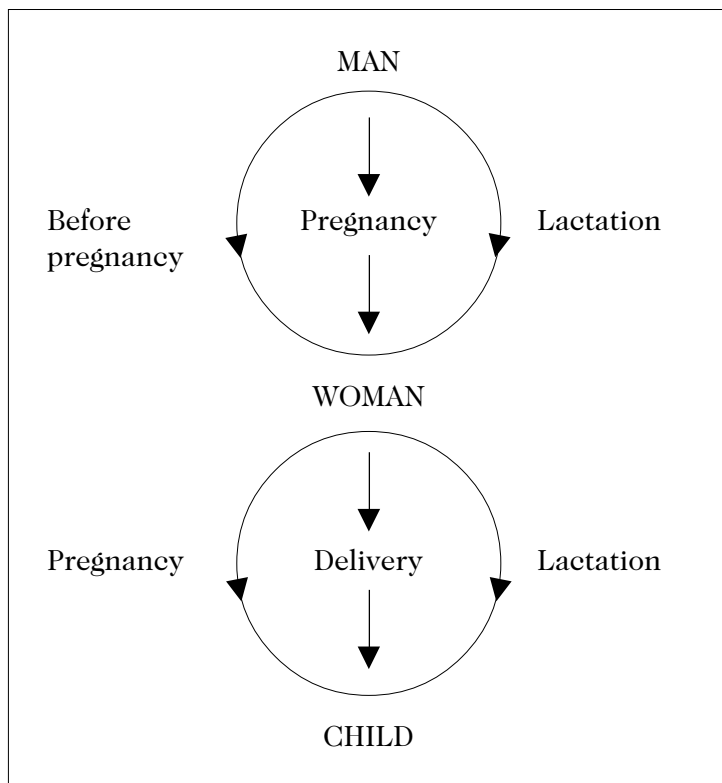 MAN
Before
pregnancy
Pregnancy
Lactation
WOMAN
Pregnancy
Delivery
Lactation
CHILD